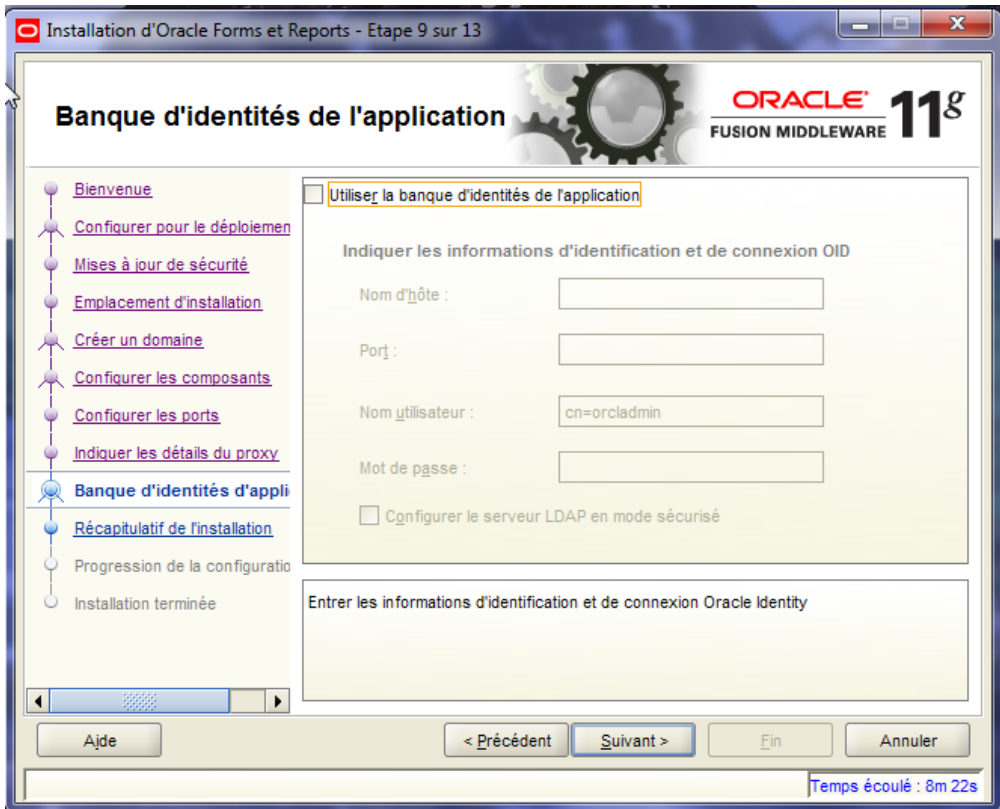 Installation d'Oracle Forms et Reports - Etape 9 sur 13
Banque d'identités de l'application
ORACLE
FUSION MIDDLEWARE
11g
Bienvenue
Configurer pour le déploiemen
Mises à jour de sécurité
Emplacement d'installation
Créer un domaine
Configurer les composants
Configurer les ports
Indiquer les détails du proxy
Banque d'identités d'appli
Récapitulatif de l'installation
Progression de la configuratio
Installation terminée
Utiliser la banque d'identités de l'application
Indiquer les informations d'identification et de connexion OID
Nom d'hôte :
Port :
Nom utilisateur : cn=orcladmin
Mot de passe :
Configurer le serveur LDAP en mode sécurisé
Entrer les informations d'identification et de connexion Oracle Identity
Aide
< Précédent
Suivant >
Fin
Annuler
Temps écoulé : 8m 22s